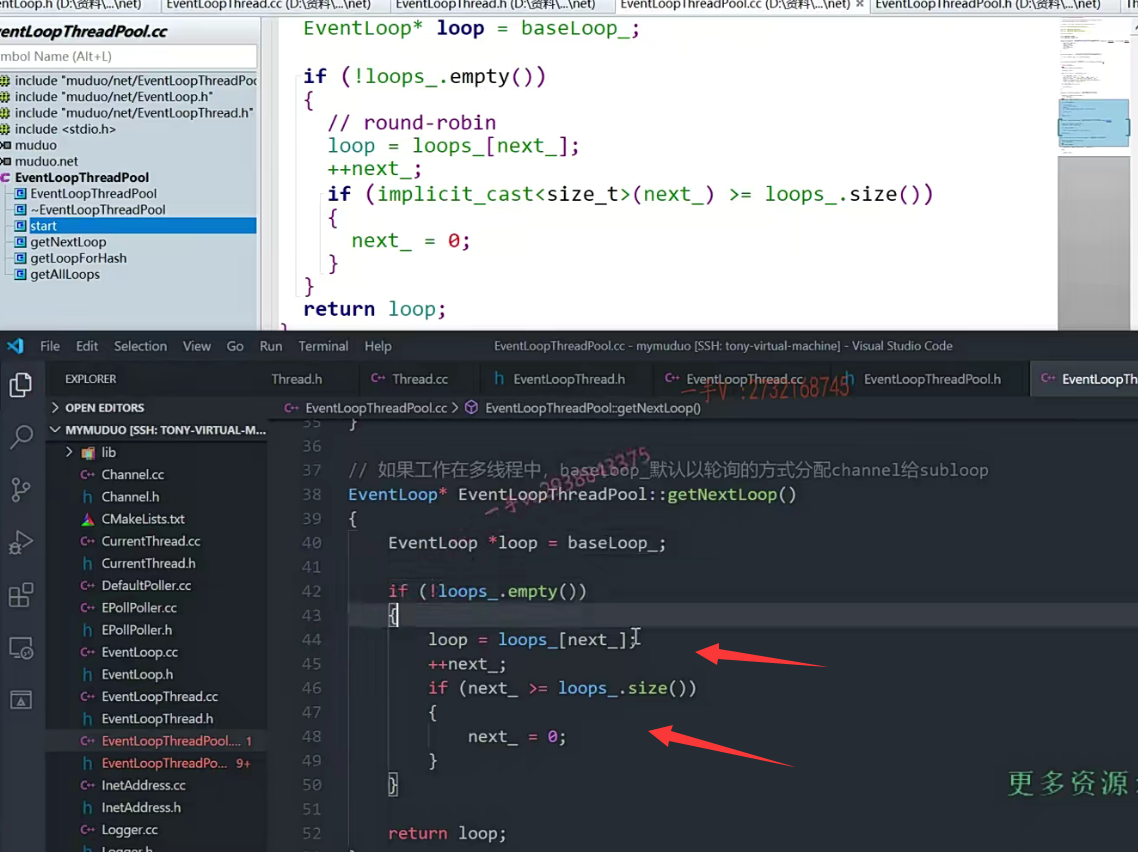 entLoop.h (D:\资料\...\net)
EventLoopThread.cc (D:\资料\...\net)
EventLoopThread.h (D:\资料\...\net)
EventLoopThreadPool.cc (D:\资料\...\net)
EventLoopThreadPool.h (D:\资料\...\net)
ventLoopThreadPool.cc
mbol Name (Alt+L)
include "muduo/net/EventLoopThreadPoo
include "muduo/net/EventLoop.h"
include "muduo/net/EventLoopThread.h"
include <stdio.h>
muduo
muduo.net
EventLoopThreadPool
EventLoopThreadPool
~EventLoopThreadPool
start
getNextLoop
getLoopForHash
getAllLoops
EventLoop* loop = baseLoop_;
if (!loops_.empty())
{
// round-robin
loop = loops_[next_];
++next_;
if (implicit_cast<size_t>(next_) >= loops_.size())
{
next_ = 0;
}
}
return loop;
File Edit Selection View Go Run Terminal Help
EventLoopThreadPool.cc - mymuduo [SSH: tony-virtual-machine] - Visual Studio Code
EXPLORER
Thread.h
C++ Thread.cc
h EventLoopThread.h
C++ EventLoopThread.cc
h EventLoopThreadPool.h
C++ EventLoopTh
一手V :2732168745
OPEN EDITORS
C++ EventLoopThreadPool.cc > EventLoopThreadPool::getNextLoop()
MYMUDUO [SSH: TONY-VIRTUAL-M...
lib
C++ Channel.cc
h Channel.h
CMakeLists.txt
C++ CurrentThread.cc
h CurrentThread.h
C++ DefaultPoller.cc
C++ EPollPoller.cc
h EPollPoller.h
C++ EventLoop.cc
h EventLoop.h
C++ EventLoopThread.cc
h EventLoopThread.h
C++ EventLoopThreadPool.... 1
h EventLoopThreadPo... 9+
C++ InetAddress.cc
h InetAddress.h
C++ Logger.cc
h Logger.h
35 }
36
37 // 如果工作在多线程中，baseLoop_默认以轮询的方式分配channel给subloop
38 EventLoop* EventLoopThreadPool::getNextLoop()
39 {
40 EventLoop *loop = baseLoop_;
41
42 if (!loops_.empty())
43 {
44 loop = loops_[next_];
45 ++next_;
46 if (next_ >= loops_.size())
47 {
48 next_ = 0;
49 }
50 }
51
52 return loop;
更多资源